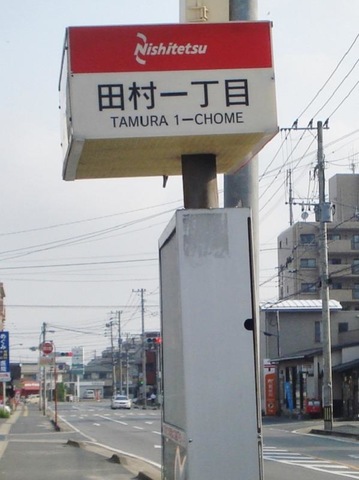 Nishitetsu
田村一丁目
TAMURA 1－CHOME